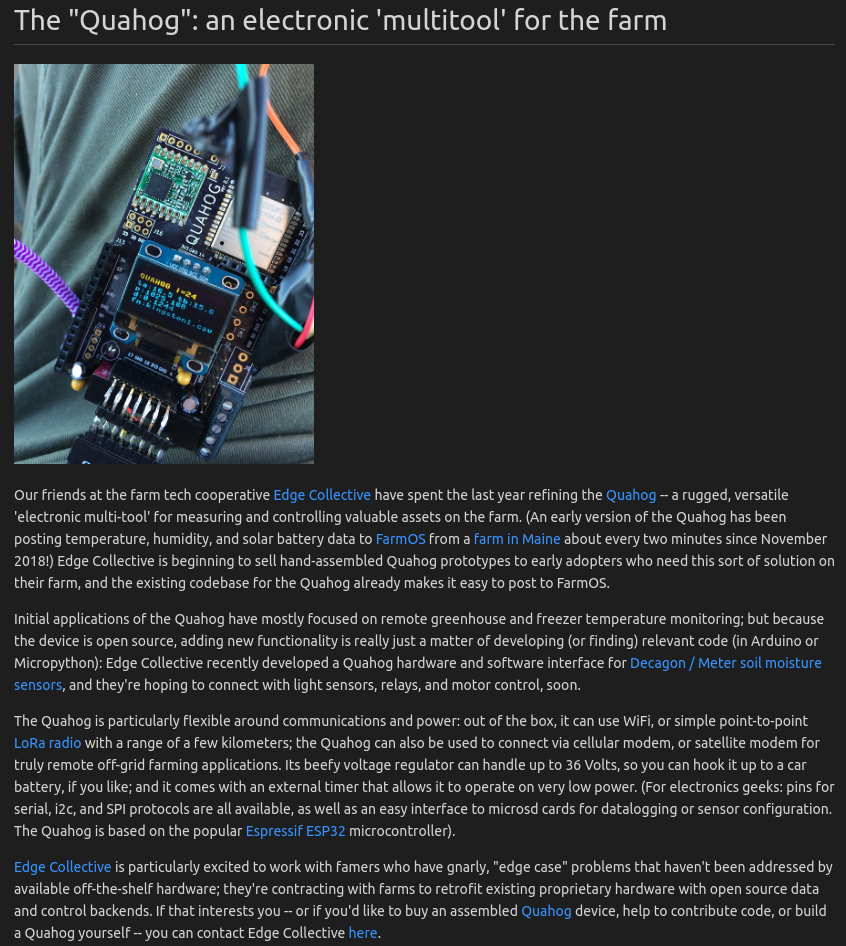 The "Quahog": an electronic 'multitool' for the farm
QUAHOG
QUAHOG i=24
fn:kingstoni.csv
Our friends at the farm tech cooperative Edge Collective have spent the last year refining the Quahog -- a rugged, versatile
'electronic multi-tool' for measuring and controlling valuable assets on the farm. (An early version of the Quahog has been
posting temperature, humidity, and solar battery data to FarmOS from a farm in Maine about every two minutes since November
2018!) Edge Collective is beginning to sell hand-assembled Quahog prototypes to early adopters who need this sort of solution on
their farm, and the existing codebase for the Quahog already makes it easy to post to FarmOS.
Initial applications of the Quahog have mostly focused on remote greenhouse and freezer temperature monitoring; but because
the device is open source, adding new functionality is really just a matter of developing (or finding) relevant code (in Arduino or
Micropython): Edge Collective recently developed a Quahog hardware and software interface for Decagon / Meter soil moisture
sensors, and they're hoping to connect with light sensors, relays, and motor control, soon.
The Quahog is particularly flexible around communications and power: out of the box, it can use WiFi, or simple point-to-point
LoRa radio with a range of a few kilometers; the Quahog can also be used to connect via cellular modem, or satellite modem for
truly remote off-grid farming applications. Its beefy voltage regulator can handle up to 36 Volts, so you can hook it up to a car
battery, if you like; and it comes with an external timer that allows it to operate on very low power. (For electronics geeks: pins for
serial, i2c, and SPI protocols are all available, as well as an easy interface to microsd cards for datalogging or sensor configuration.
The Quahog is based on the popular Espressif ESP32 microcontroller).
Edge Collective is particularly excited to work with famers who have gnarly, "edge case" problems that haven't been addressed by
available off-the-shelf hardware; they're contracting with farms to retrofit existing proprietary hardware with open source data
and control backends. If that interests you -- or if you'd like to buy an assembled Quahog device, help to contribute code, or build
a Quahog yourself -- you can contact Edge Collective here.